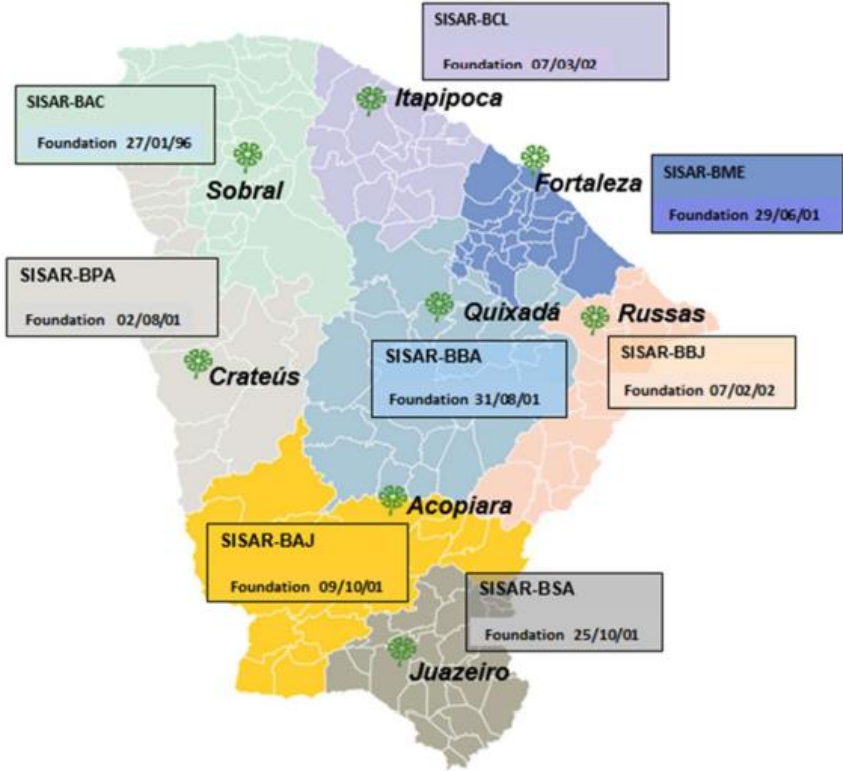 SISAR-BCL
Foundation 07/03/02
Itapipoca
SISAR-BAC
Foundation 27/01/96
Sobral
Fortaleza
SISAR-BME
Foundation 29/06/01
SISAR-BPA
Foundation 02/08/01
Crateús
Quixadá
Russas
SISAR-BBA
Foundation 31/08/01
SISAR-BBJ
Foundation 07/02/02
Acopiara
SISAR-BAJ
Foundation 09/10/01
SISAR-BSA
Foundation 25/10/01
Juazeiro